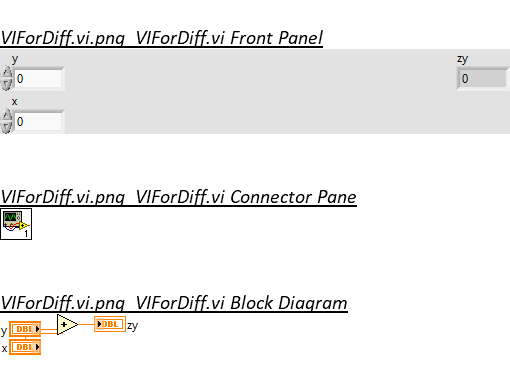 VIForDiff.vi.png VIForDiff.vi Front Panel
y
zy
0
0
x
0
VIForDiff.vi.png VIForDiff.vi Connector Pane
1
VIForDiff.vi.png VIForDiff.vi Block Diagram
y DBL + DBL zy
x DBL